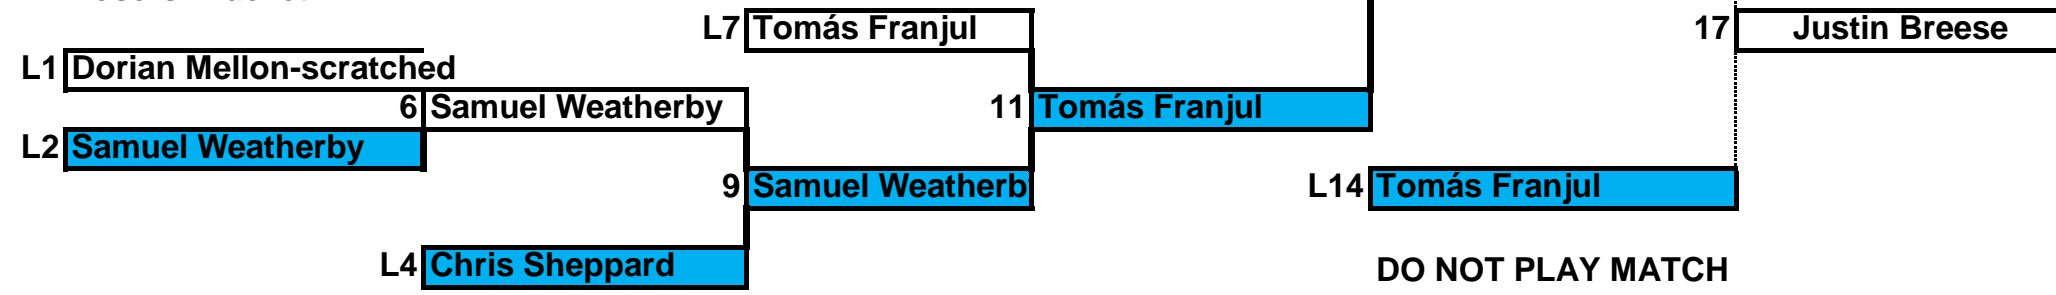 L7 Tomás Franjul
17 Justin Breese
L1 Dorian Mellon-scratched
6 Samuel Weatherby
11 Tomás Franjul
L2 Samuel Weatherby
9 Samuel Weatherb
L14 Tomás Franjul
L4 Chris Sheppard
DO NOT PLAY MATCH